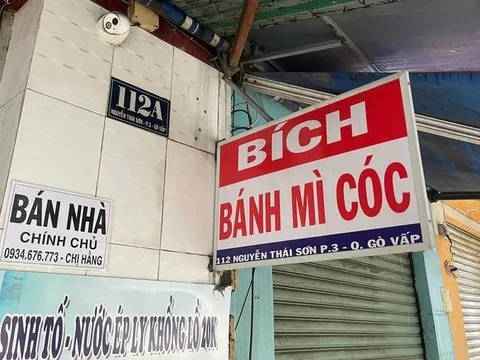 112A
NGUYỄN THÁI SƠN - P.3 - GÒ VẤP
BÍCH
BÁNH MÌ CÓC
112 NGUYỄN THÁI SƠN P.3 - Q. GÒ VẤP
BÁN NHÀ
CHÍNH CHỦ
0934.676.773 - CHỊ HẰNG
SINH TỐ - NƯỚC ÉP LY KHỔNG LỒ 20K